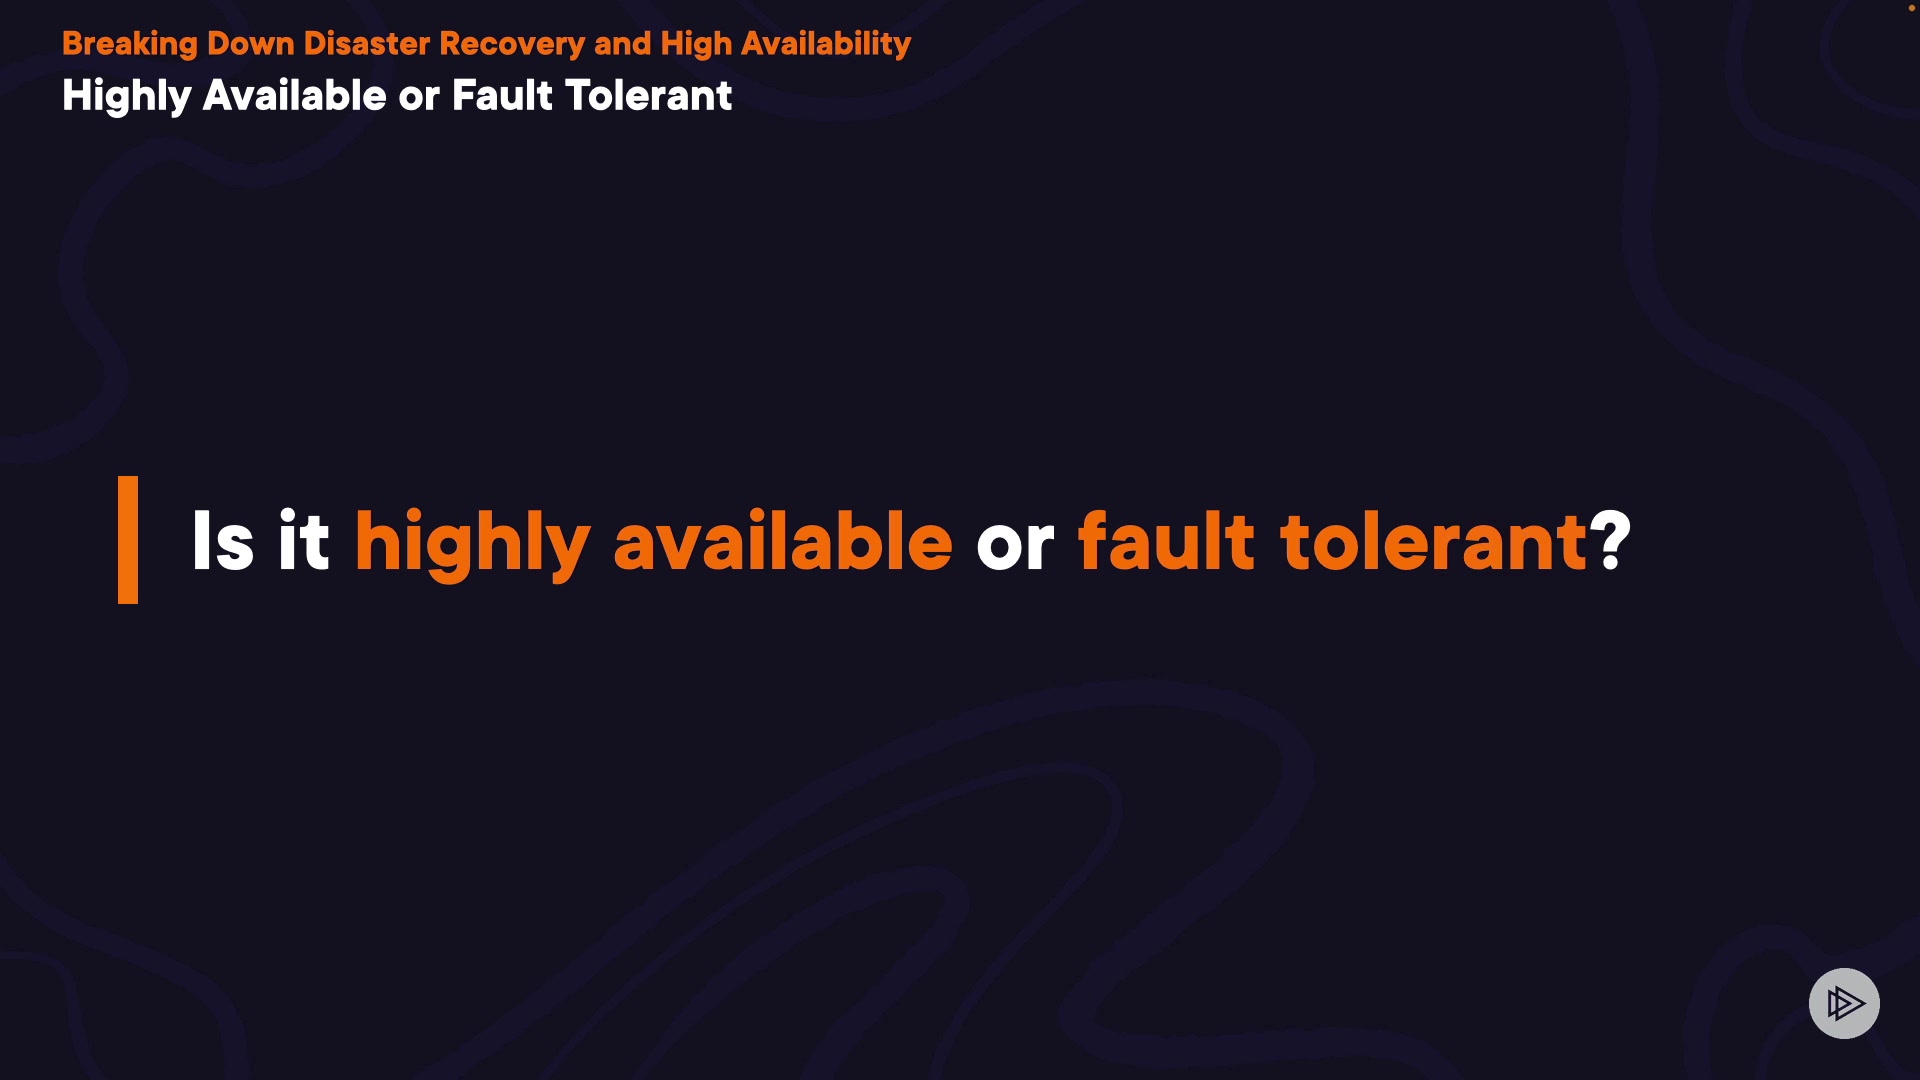 Breaking Down Disaster Recovery and High Availability
Highly Available or Fault Tolerant
Is it highly available or fault tolerant?